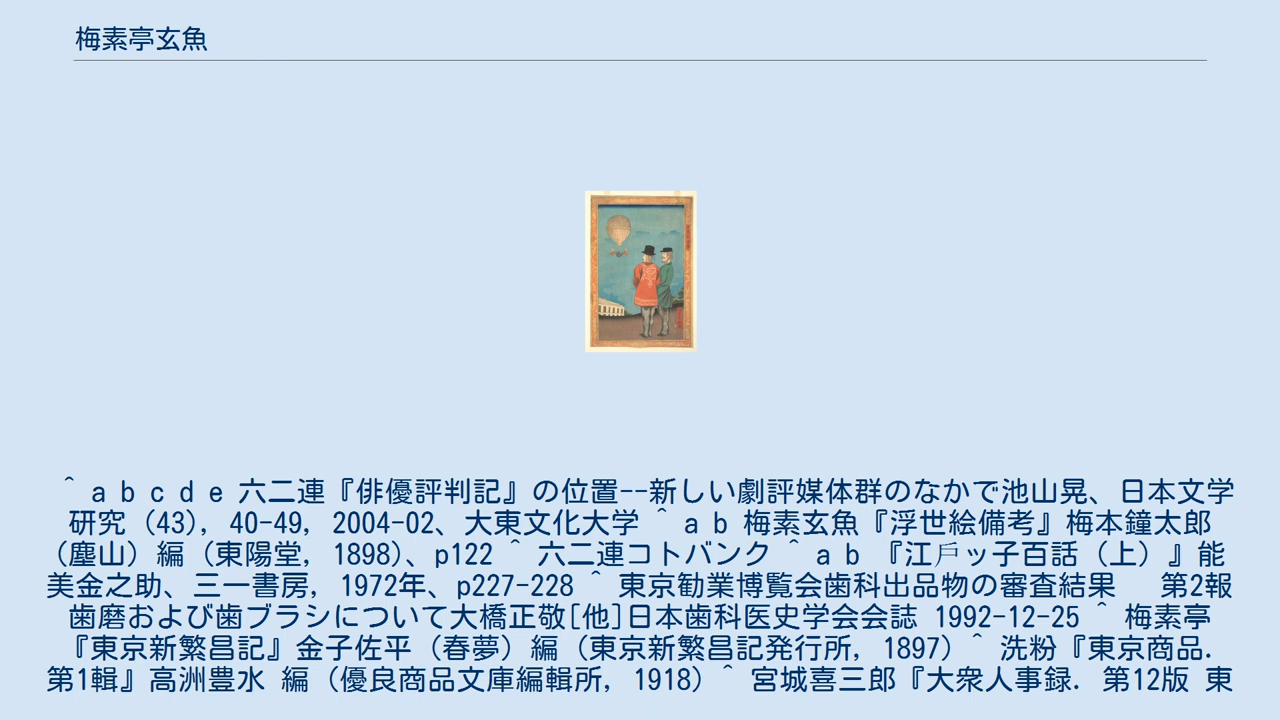 梅素亭玄魚
^ a b c d e 六二連『俳優評判記』の位置--新しい劇評媒体群のなかで池山晃、日本文学
研究 (43), 40-49, 2004-02、大東文化大学 ^ a b 梅素玄魚『浮世絵備考』梅本鐘太郎
（塵山）編（東陽堂, 1898）、p122 ^ 六二連コトバンク ^ a b 『江戶ッ子百話（上）』能
美金之助、三一書房, 1972年、p227-228 ^ 東京勧業博覧会歯科出品物の審査結果　 第2報
歯磨および歯ブラシについて大橋正敬[他]日本歯科医史学会会誌 1992-12-25 ^ 梅素亭
『東京新繁昌記』金子佐平（春夢）編（東京新繁昌記発行所, 1897）^ 洗粉『東京商品.
第1輯』高洲豊水 編（優良商品文庫編輯所, 1918）^ 宮城喜三郎『大衆人事録. 第12版 東